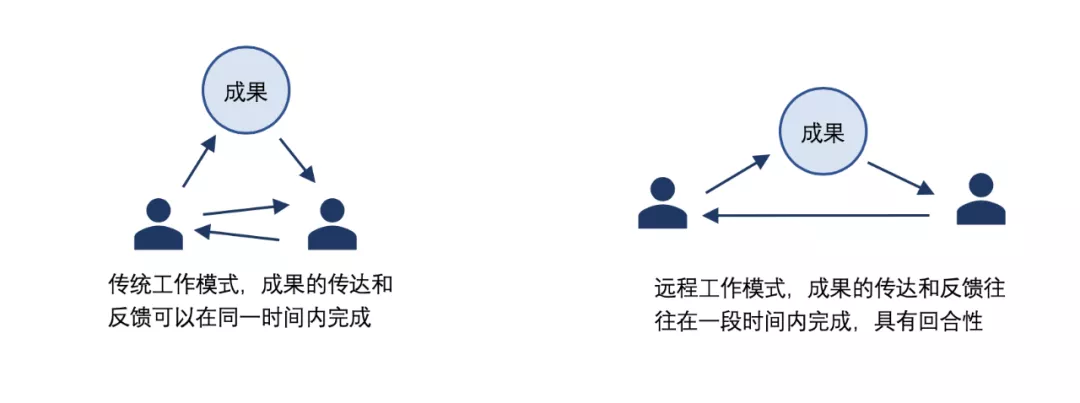 成果
传统工作模式，成果的传达和
反馈可以在同一时间内完成
成果
远程工作模式，成果的传达和反馈往
往在一段时间内完成，具有回合性